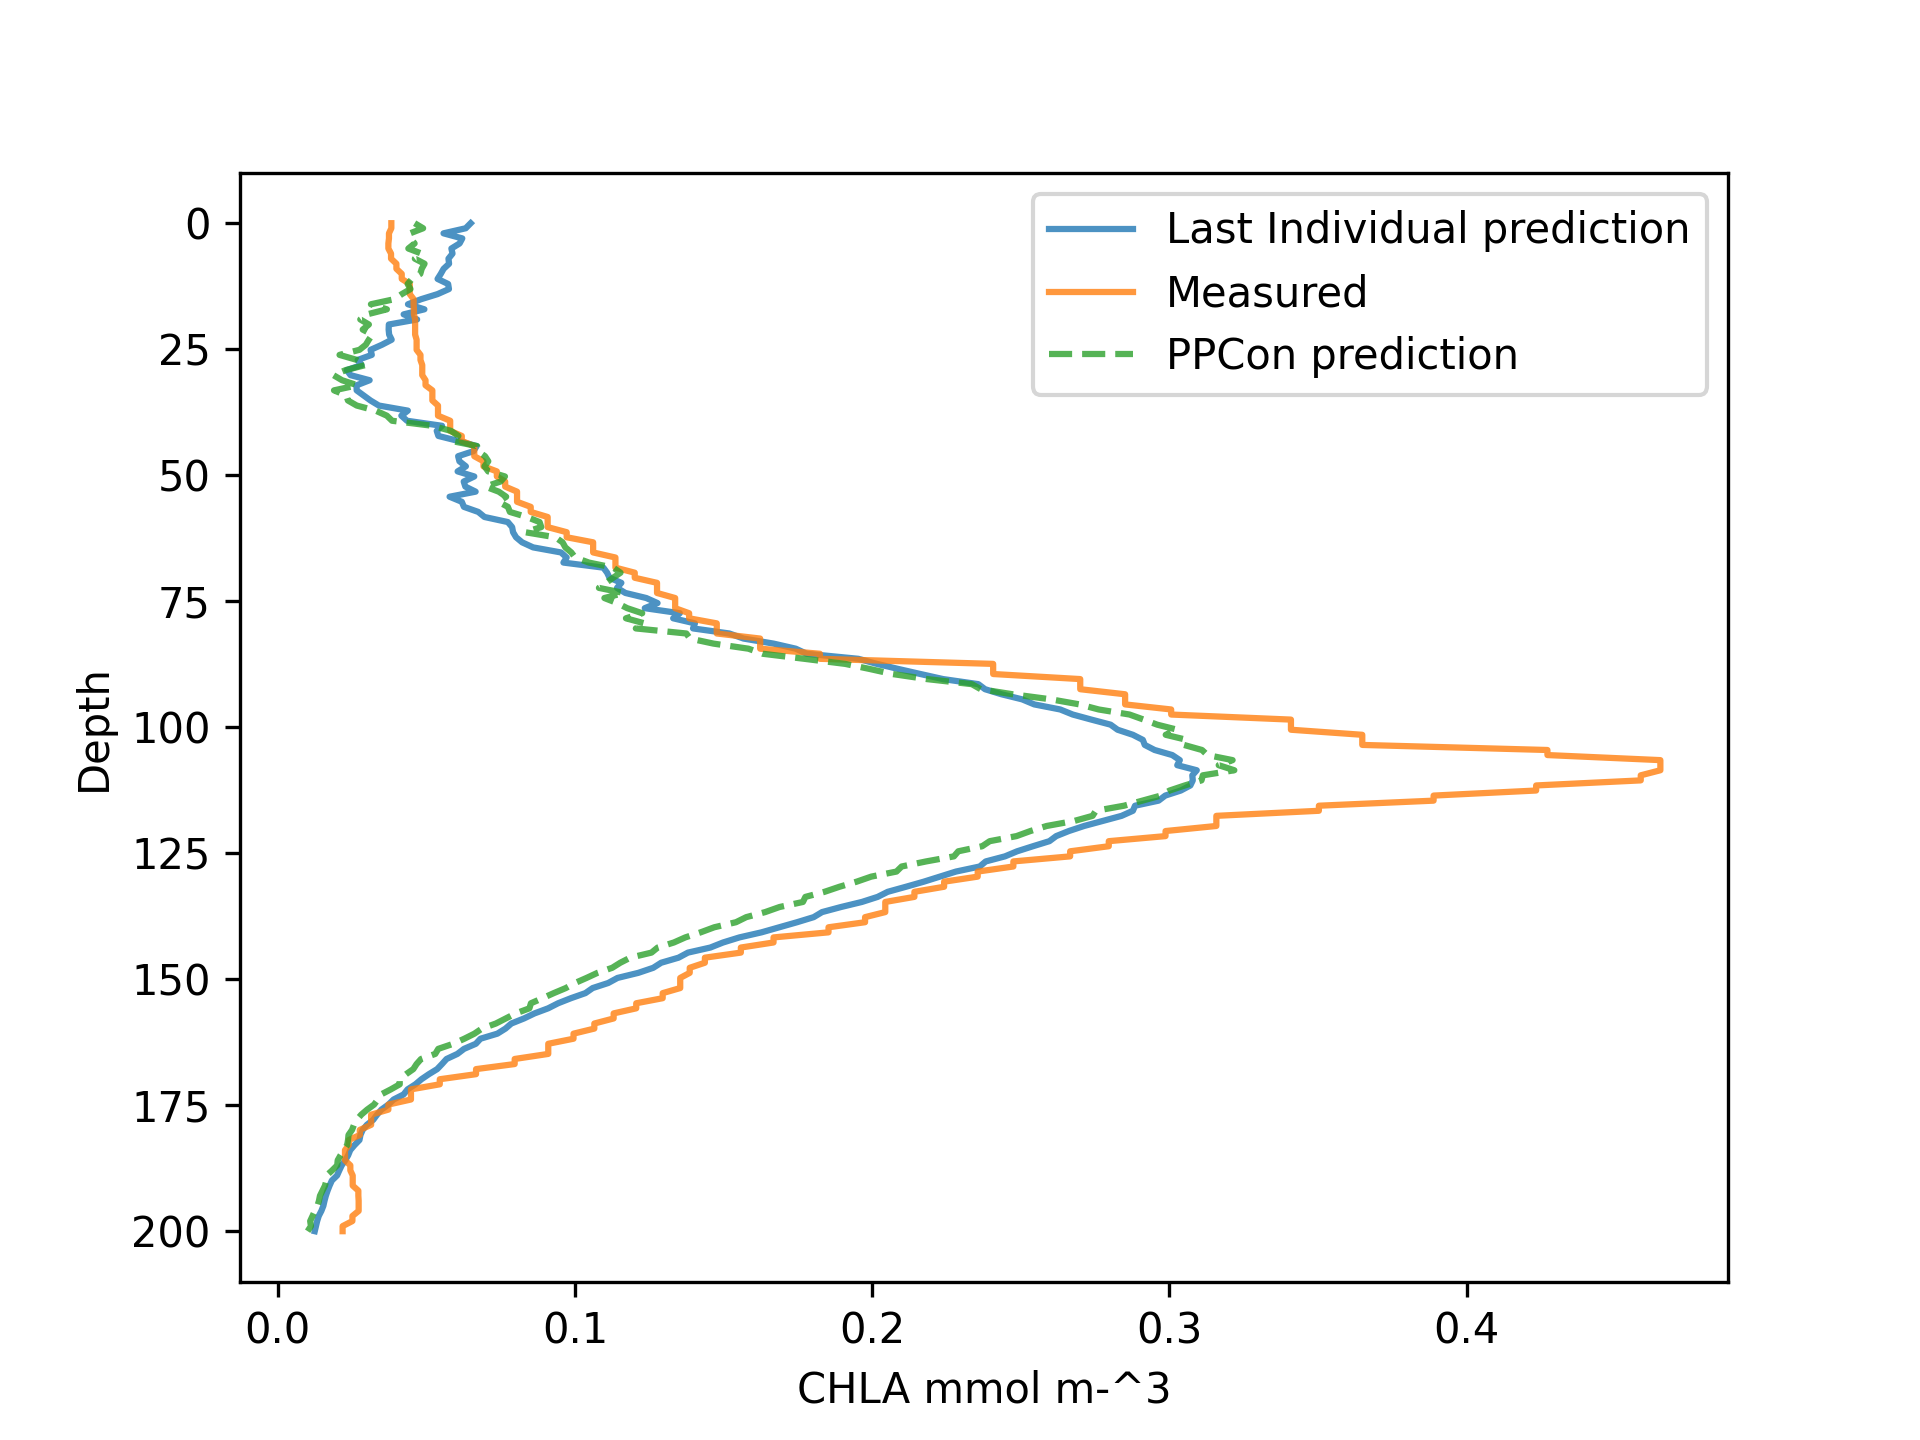 Last Individual prediction
Measured
PPCon prediction
0
25
50
75
100
125
150
175
200
Depth
0.0 0.1 0.2 0.3 0.4
CHLA mmol m-^3